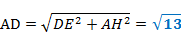 AD = √(DE² + AH²) = √13